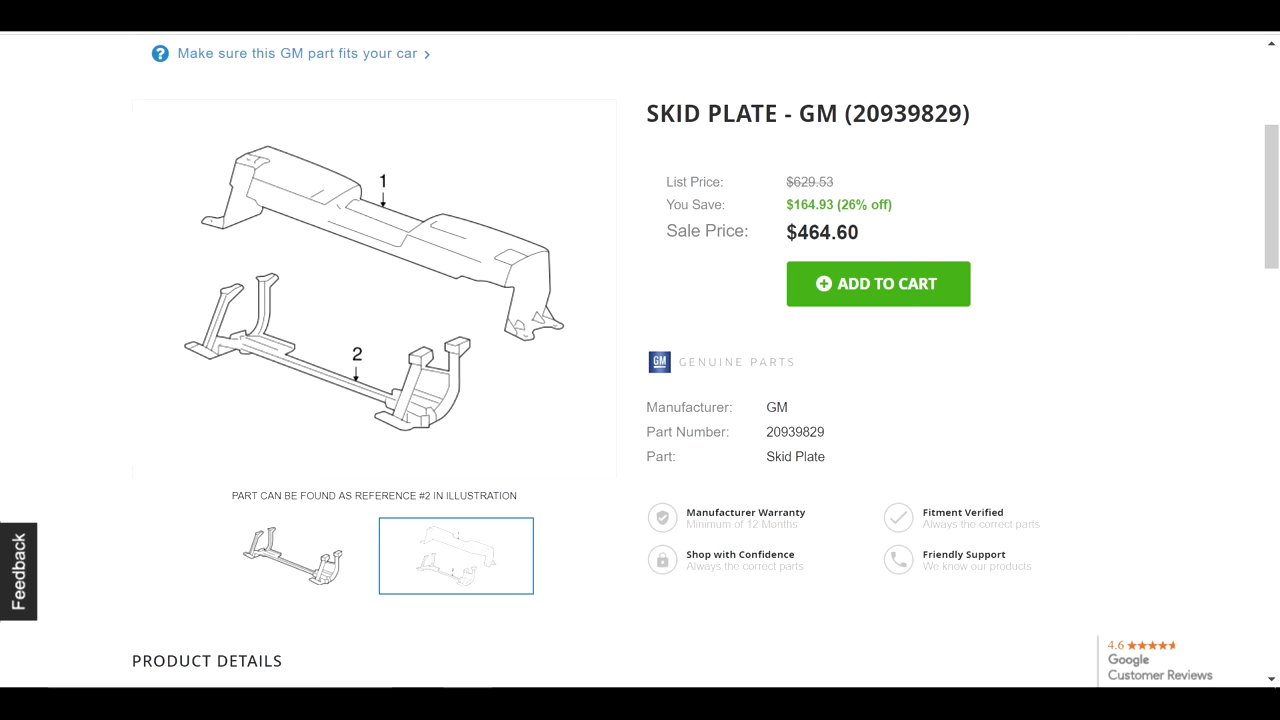 ? Make sure this GM part fits your car >
SKID PLATE - GM (20939829)
1
2
List Price: $629.53
You Save: $164.93 (26% off)
Sale Price: $464.60
ADD TO CART
GM GENUINE PARTS
Manufacturer: GM
Part Number: 20939829
Part: Skid Plate
PART CAN BE FOUND AS REFERENCE #2 IN ILLUSTRATION
Manufacturer Warranty
Minimum of 12 Months
Fitment Verified
Always the correct parts
Shop with Confidence
Always the correct parts
Friendly Support
We know our products
Feedback
PRODUCT DETAILS
4.6
Google
Customer Reviews